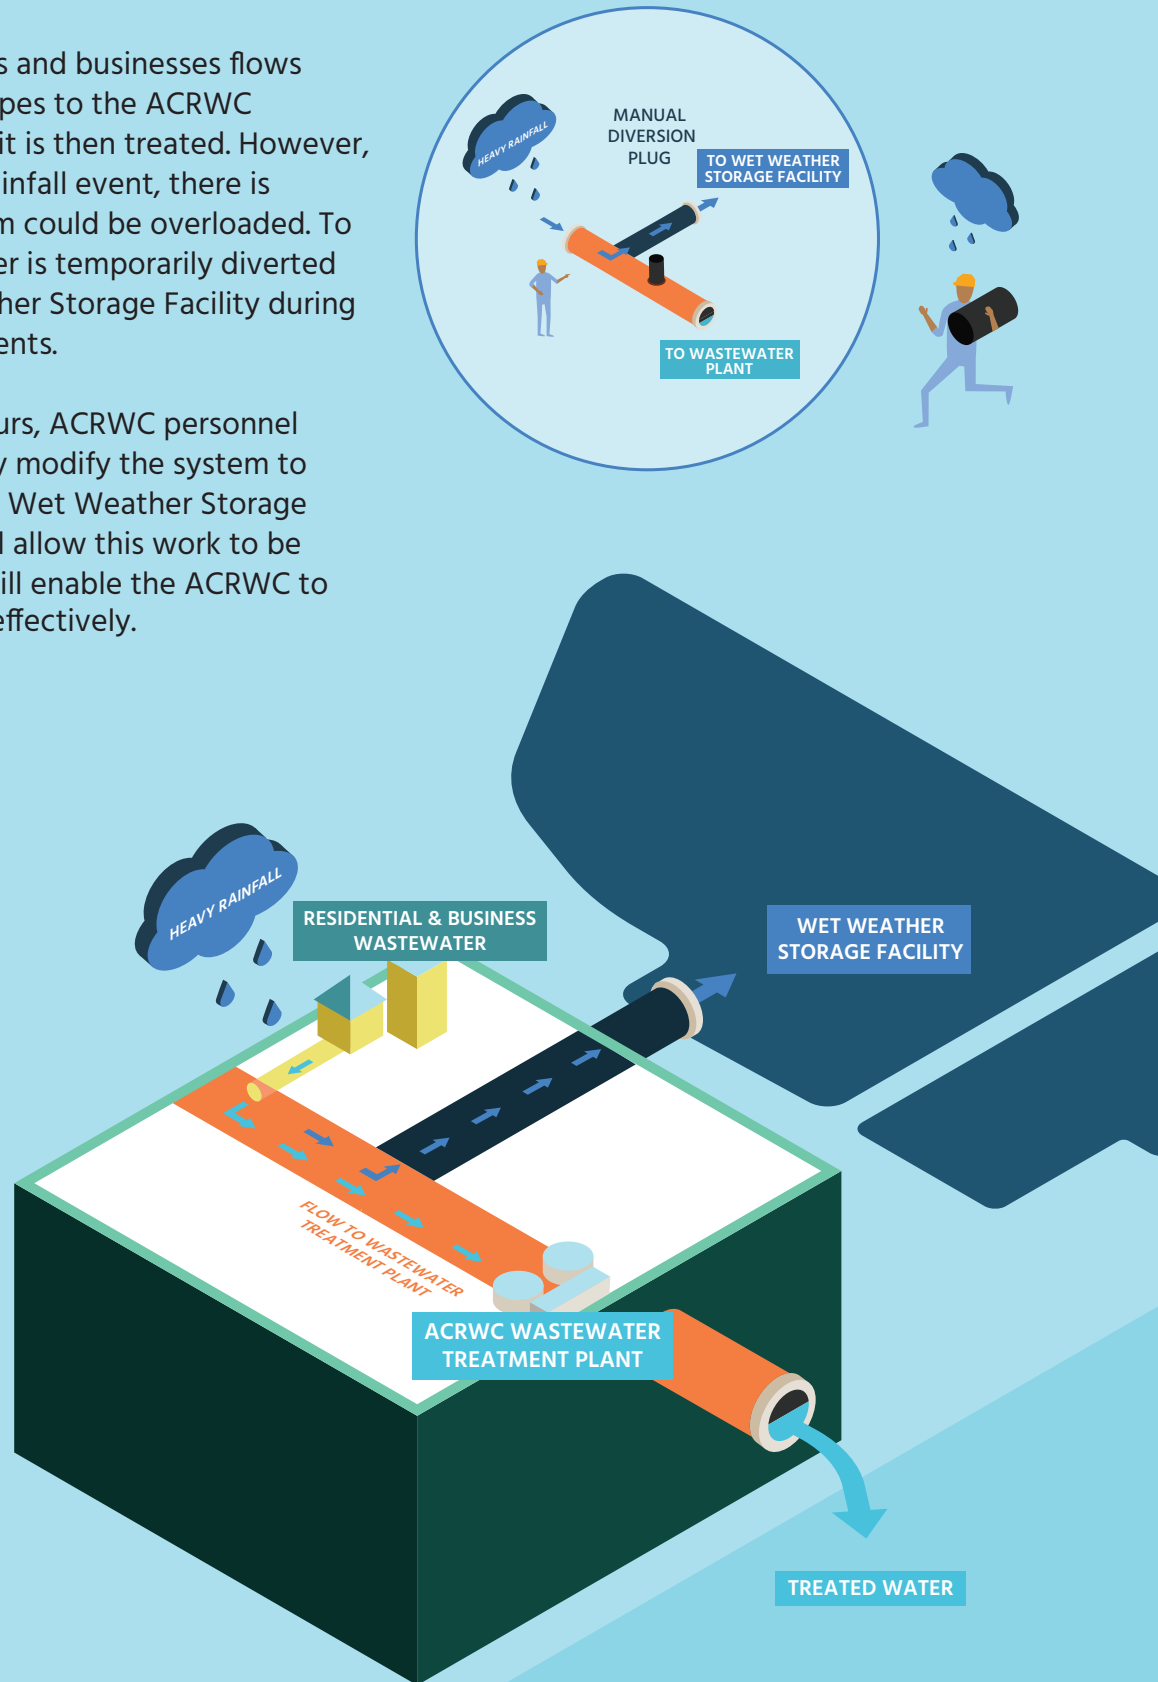 s and businesses flows
pes to the ACRWC
it is then treated. However,
infall event, there is
m could be overloaded. To
er is temporarily diverted
her Storage Facility during
ents.
urs, ACRWC personnel
y modify the system to
Wet Weather Storage
l allow this work to be
ill enable the ACRWC to
effectively.
HEAVY RAINFALL
MANUAL
DIVERSION
PLUG
TO WET WEATHER
STORAGE FACILITY
TO WASTEWATER
PLANT
HEAVY RAINFALL
RESIDENTIAL & BUSINESS
WASTEWATER
WET WEATHER
STORAGE FACILITY
FLOW TO WASTEWATER
TREATMENT PLANT
ACRWC WASTEWATER
TREATMENT PLANT
TREATED WATER